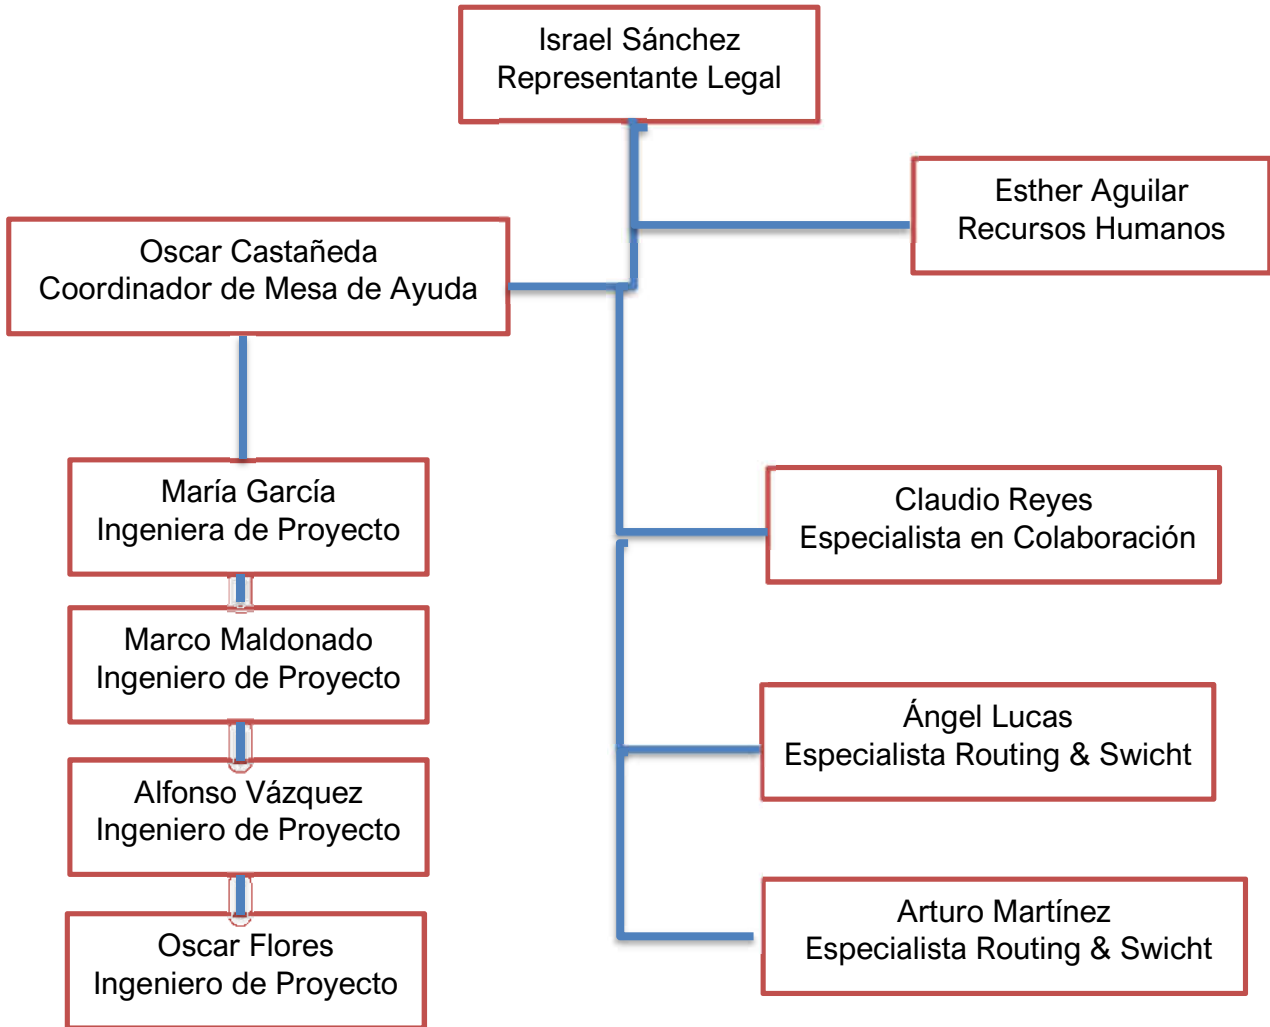 Israel Sánchez
Representante Legal
Esther Aguilar
Recursos Humanos
Oscar Castañeda
Coordinador de Mesa de Ayuda
María García
Ingeniera de Proyecto
Claudio Reyes
Especialista en Colaboración
Marco Maldonado
Ingeniero de Proyecto
Ángel Lucas
Especialista Routing & Swicht
Alfonso Vázquez
Ingeniero de Proyecto
Arturo Martínez
Especialista Routing & Swicht
Oscar Flores
Ingeniero de Proyecto